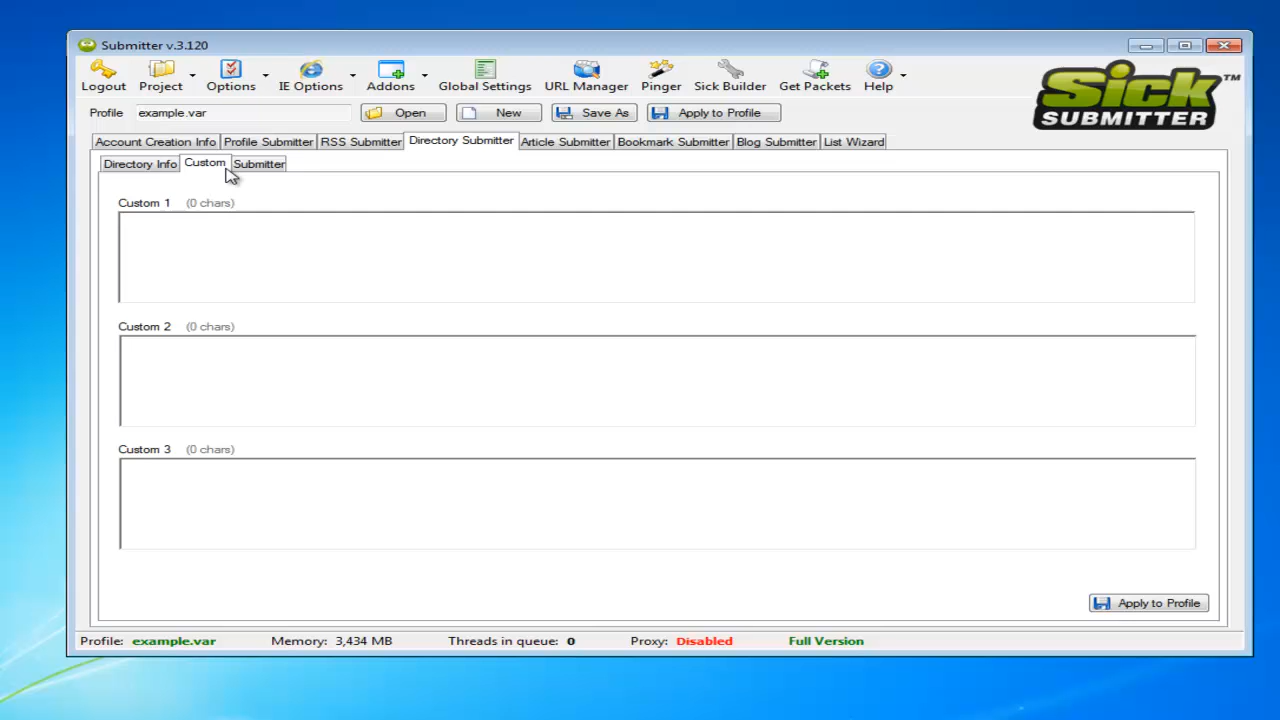 Submitter v.3.120
Logout Project Options IE Options Addons Global Settings URL Manager Pinger Sick Builder Get Packets Help
Sick™
SUBMITTER
Profile example.var Open New Save As Apply to Profile
Account Creation Info Profile Submitter RSS Submitter Directory Submitter Article Submitter Bookmark Submitter Blog Submitter List Wizard
Directory Info Custom Submitter
Custom 1 (0 chars)
Custom 2 (0 chars)
Custom 3 (0 chars)
Apply to Profile
Profile: example.var Memory: 3,434 MB Threads in queue: 0 Proxy: Disabled Full Version